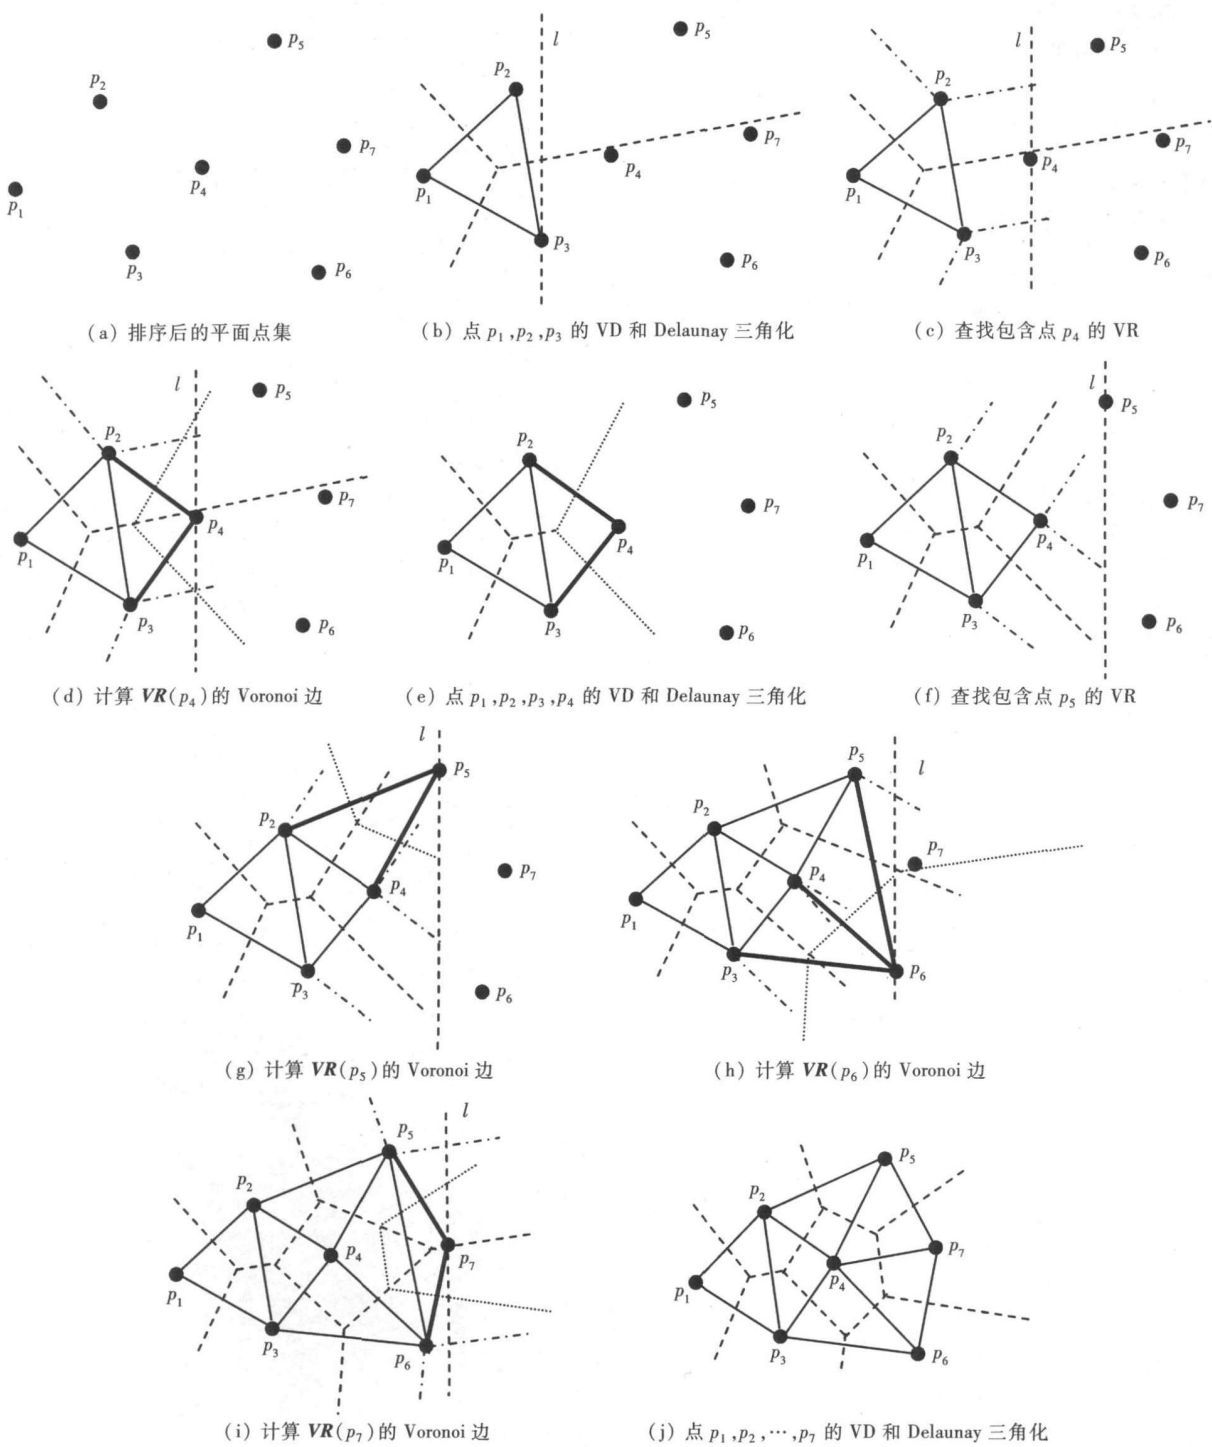 p₅
p₂
p₇
p₄
p₁
p₃
p₆
(a) 排序后的平面点集
l
p₅
p₂
p₇
p₄
p₁
p₃
p₆
(b) 点 p₁,p₂,p₃ 的 VD 和 Delaunay 三角化
l
p₅
p₂
p₇
p₄
p₁
p₃
p₆
(c) 查找包含点 p₄ 的 VR
l
p₅
p₂
p₇
p₄
p₁
p₃
p₆
(d) 计算 VR(p₄)的 Voronoi 边
p₅
p₂
p₇
p₄
p₁
p₃
p₆
(e) 点 p₁,p₂,p₃,p₄ 的 VD 和 Delaunay 三角化
l
p₅
p₂
p₇
p₄
p₁
p₃
p₆
(f) 查找包含点 p₅ 的 VR
l
p₅
p₂
p₇
p₄
p₁
p₃
p₆
(g) 计算 VR(p₅)的 Voronoi 边
p₅
l
p₂
p₇
p₄
p₁
p₃
p₆
(h) 计算 VR(p₆)的 Voronoi 边
l
p₅
p₂
p₄
p₇
p₁
p₃
p₆
(i) 计算 VR(p₇)的 Voronoi 边
p₅
p₂
p₇
p₄
p₁
p₃
p₆
(j) 点 p₁,p₂,⋯,p₇ 的 VD 和 Delaunay 三角化